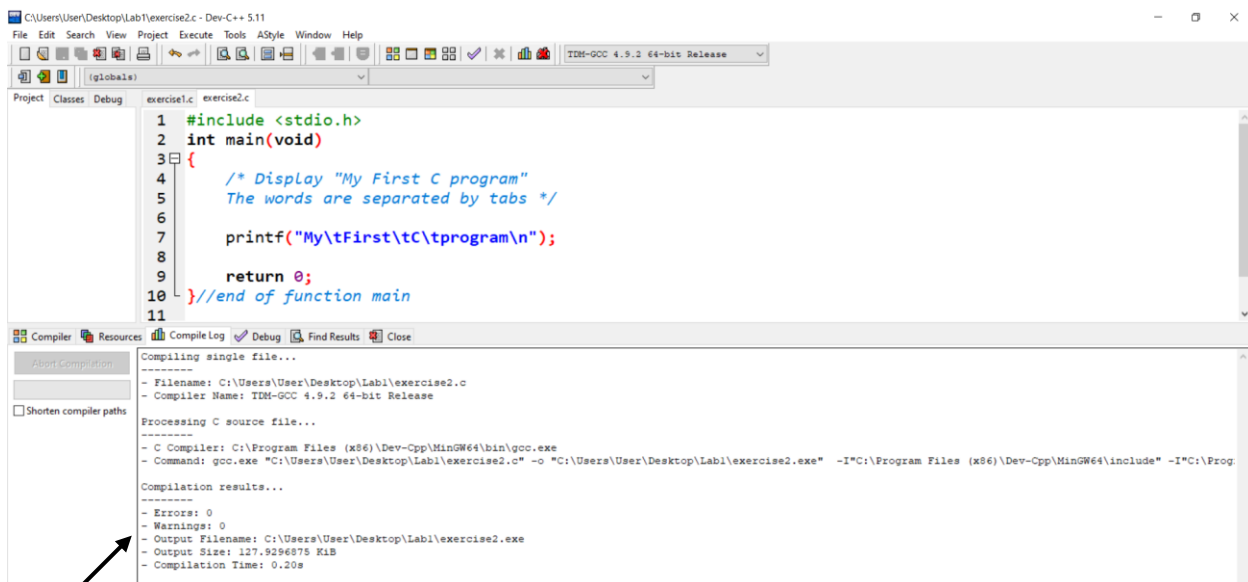 C:\Users\User\Desktop\Lab1\exercise2.c - Dev-C++ 5.11
File Edit Search View Project Execute Tools AStyle Window Help
TDM-GCC 4.9.2 64-bit Release
(globals)
Project Classes Debug exercise1.c exercise2.c
1 #include <stdio.h>
2 int main(void)
3 {
4 /* Display "My First C program"
5 The words are separated by tabs */
6
7 printf("My\tFirst\tC\tprogram\n");
8
9 return 0;
10 }//end of function main
11
Compiler Resources Compile Log Debug Find Results Close
Abort Compilation
Shorten compiler paths
Compiling single file...
--------
- Filename: C:\Users\User\Desktop\Lab1\exercise2.c
- Compiler Name: TDM-GCC 4.9.2 64-bit Release
Processing C source file...
--------
- C Compiler: C:\Program Files (x86)\Dev-Cpp\MinGW64\bin\gcc.exe
- Command: gcc.exe "C:\Users\User\Desktop\Lab1\exercise2.c" -o "C:\Users\User\Desktop\Lab1\exercise2.exe" -I"C:\Program Files (x86)\Dev-Cpp\MinGW64\include" -I"C:\Prog
Compilation results...
--------
- Errors: 0
- Warnings: 0
- Output Filename: C:\Users\User\Desktop\Lab1\exercise2.exe
- Output Size: 127.9296875 KiB
- Compilation Time: 0.20s